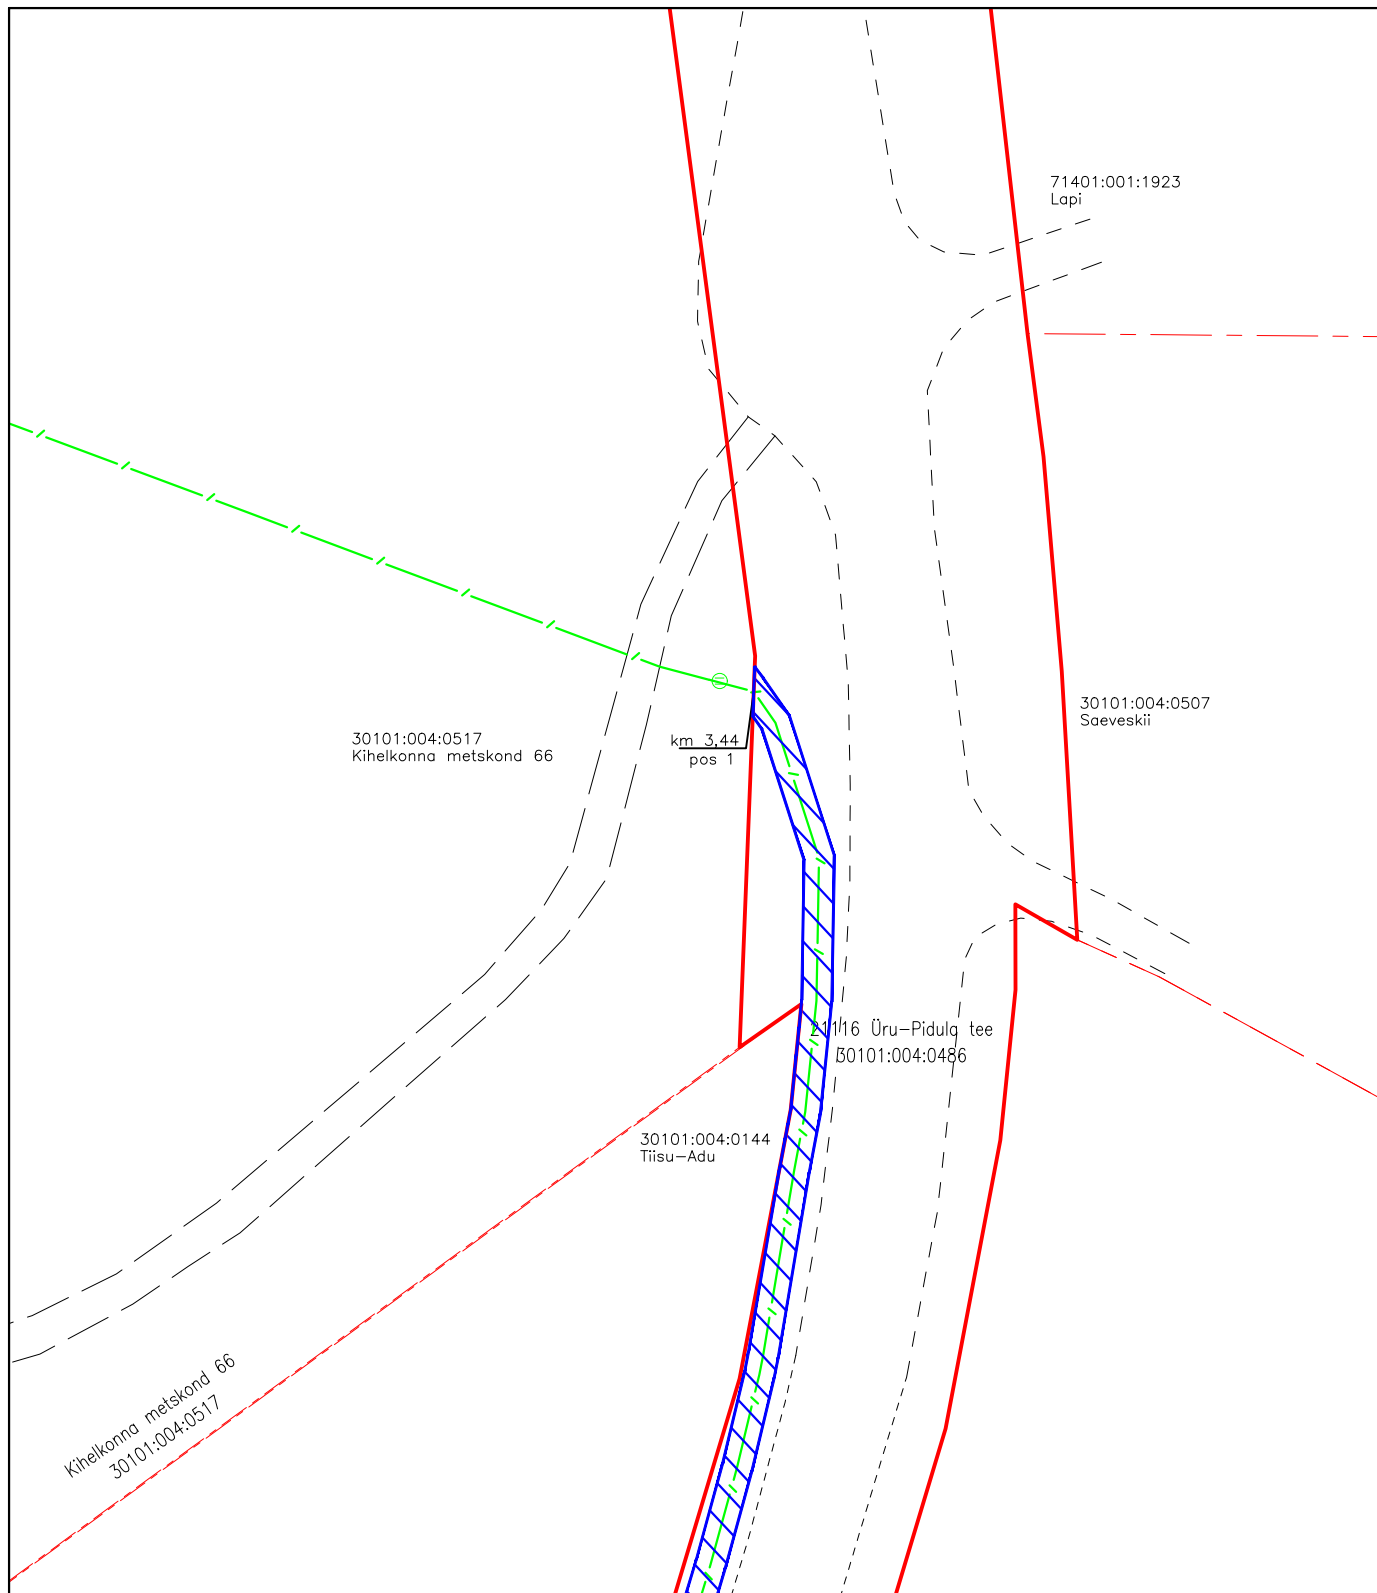 71401:001:1923
Lapi
30101:004:0507
Saeveskii
30101:004:0517
Kihelkonna metskond 66
km 3,44
pos 1
21116 Üru-Pidula tee
30101:004:0486
30101:004:0144
Tiisu-Adu
Kihelkonna metskond 66
30101:004:0517